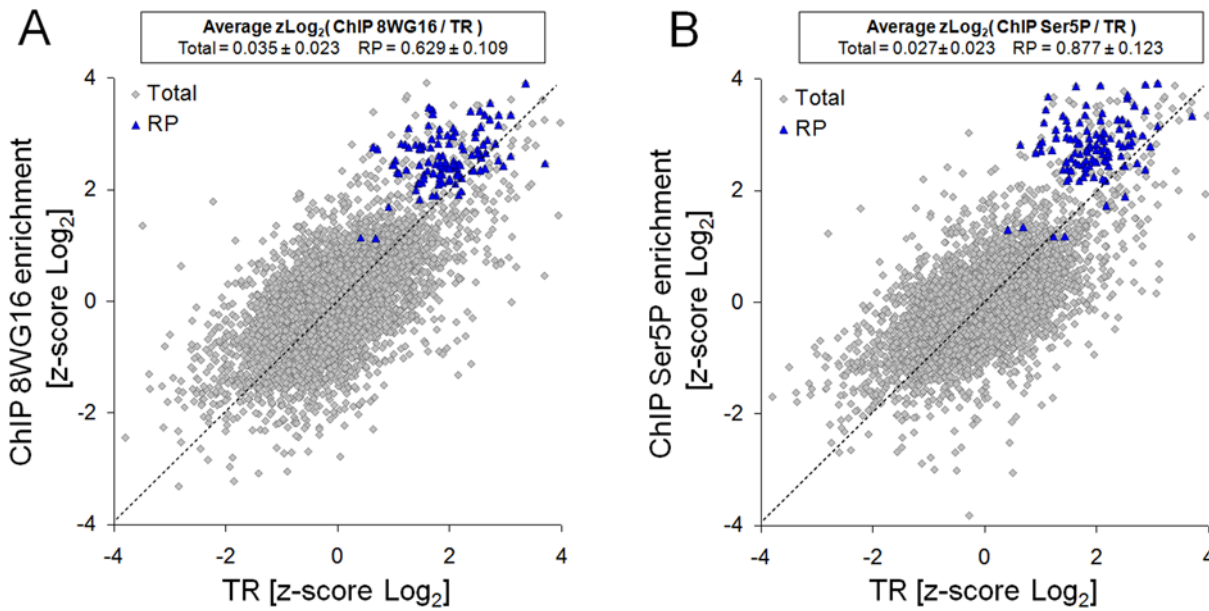 A
Average zLog₂( ChIP 8WG16 / TR )
Total = 0.035 ± 0.023 RP = 0.629 ± 0.109
Total
RP
ChIP 8WG16 enrichment
[z-score Log₂]
4
2
0
-2
-4
-4 -2 0 2 4
TR [z-score Log₂]
B
Average zLog₂( ChIP Ser5P / TR )
Total = 0.027 ± 0.023 RP = 0.877 ± 0.123
Total
RP
ChIP Ser5P enrichment
[z-score Log₂]
4
2
0
-2
-4
-4 -2 0 2 4
TR [z-score Log₂]